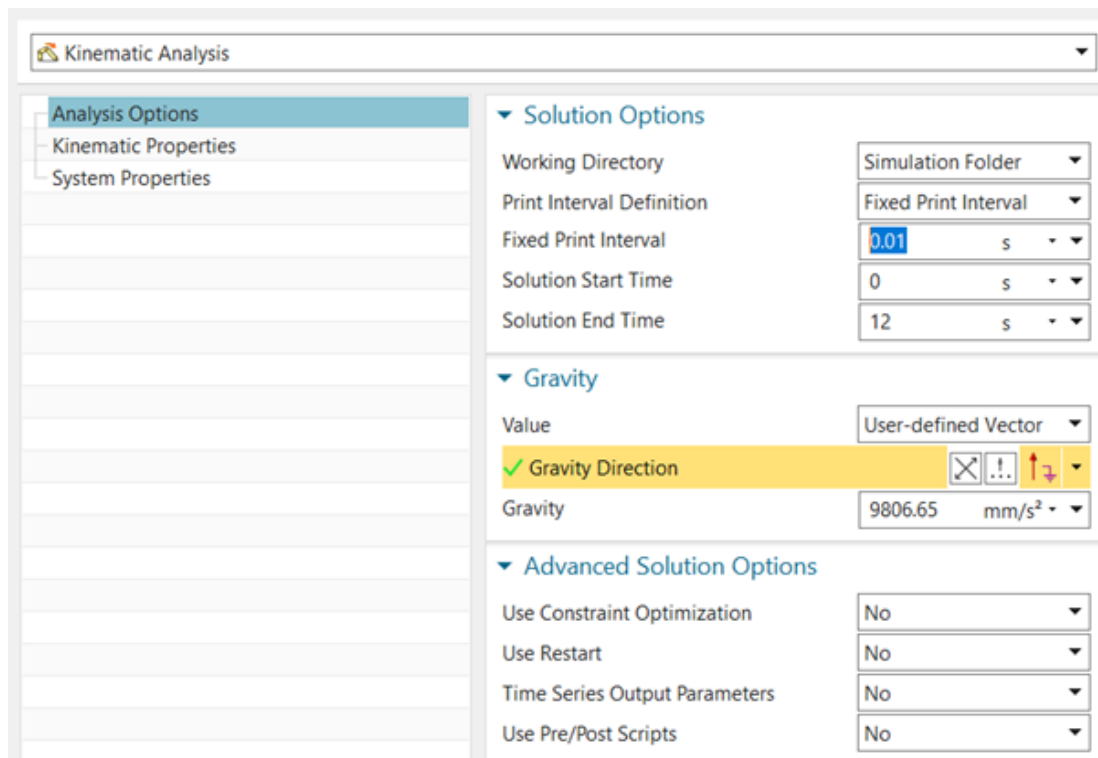 Kinematic Analysis
Analysis Options
Kinematic Properties
System Properties
Solution Options
Working Directory Simulation Folder
Print Interval Definition Fixed Print Interval
Fixed Print Interval 0.01 s
Solution Start Time 0 s
Solution End Time 12 s
Gravity
Value User-defined Vector
Gravity Direction
Gravity 9806.65 mm/s²
Advanced Solution Options
Use Constraint Optimization No
Use Restart No
Time Series Output Parameters No
Use Pre/Post Scripts No